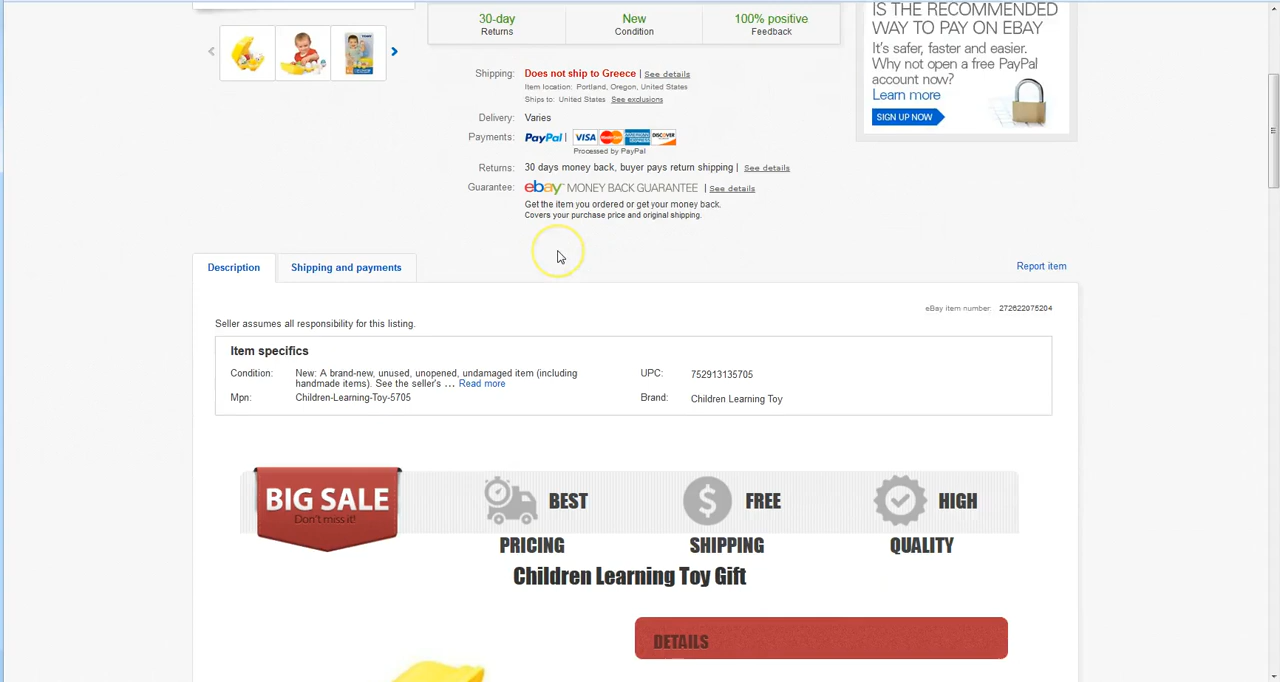 30-day
Returns
New
Condition
100% positive
Feedback
Shipping: Does not ship to Greece | See details
Item location: Portland, Oregon, United States
Ships to: United States See exclusions
Delivery: Varies
Payments: PayPal | VISA MasterCard AMERICAN EXPRESS DISCOVER
Processed by PayPal
Returns: 30 days money back, buyer pays return shipping | See details
Guarantee: ebay MONEY BACK GUARANTEE | See details
Get the item you ordered or get your money back.
Covers your purchase price and original shipping.
IS THE RECOMMENDED
WAY TO PAY ON EBAY
It's safer, faster and easier.
Why not open a free PayPal
account now?
Learn more
SIGN UP NOW
Description
Shipping and payments
Report item
eBay item number: 272622075204
Seller assumes all responsibility for this listing.
Item specifics
Condition: New: A brand-new, unused, unopened, undamaged item (including
handmade items). See the seller's ... Read more
UPC: 752913135705
Mpn: Children-Learning-Toy-5705
Brand: Children Learning Toy
BIG SALE
Don't miss it!
BEST
PRICING
FREE
SHIPPING
HIGH
QUALITY
Children Learning Toy Gift
DETAILS